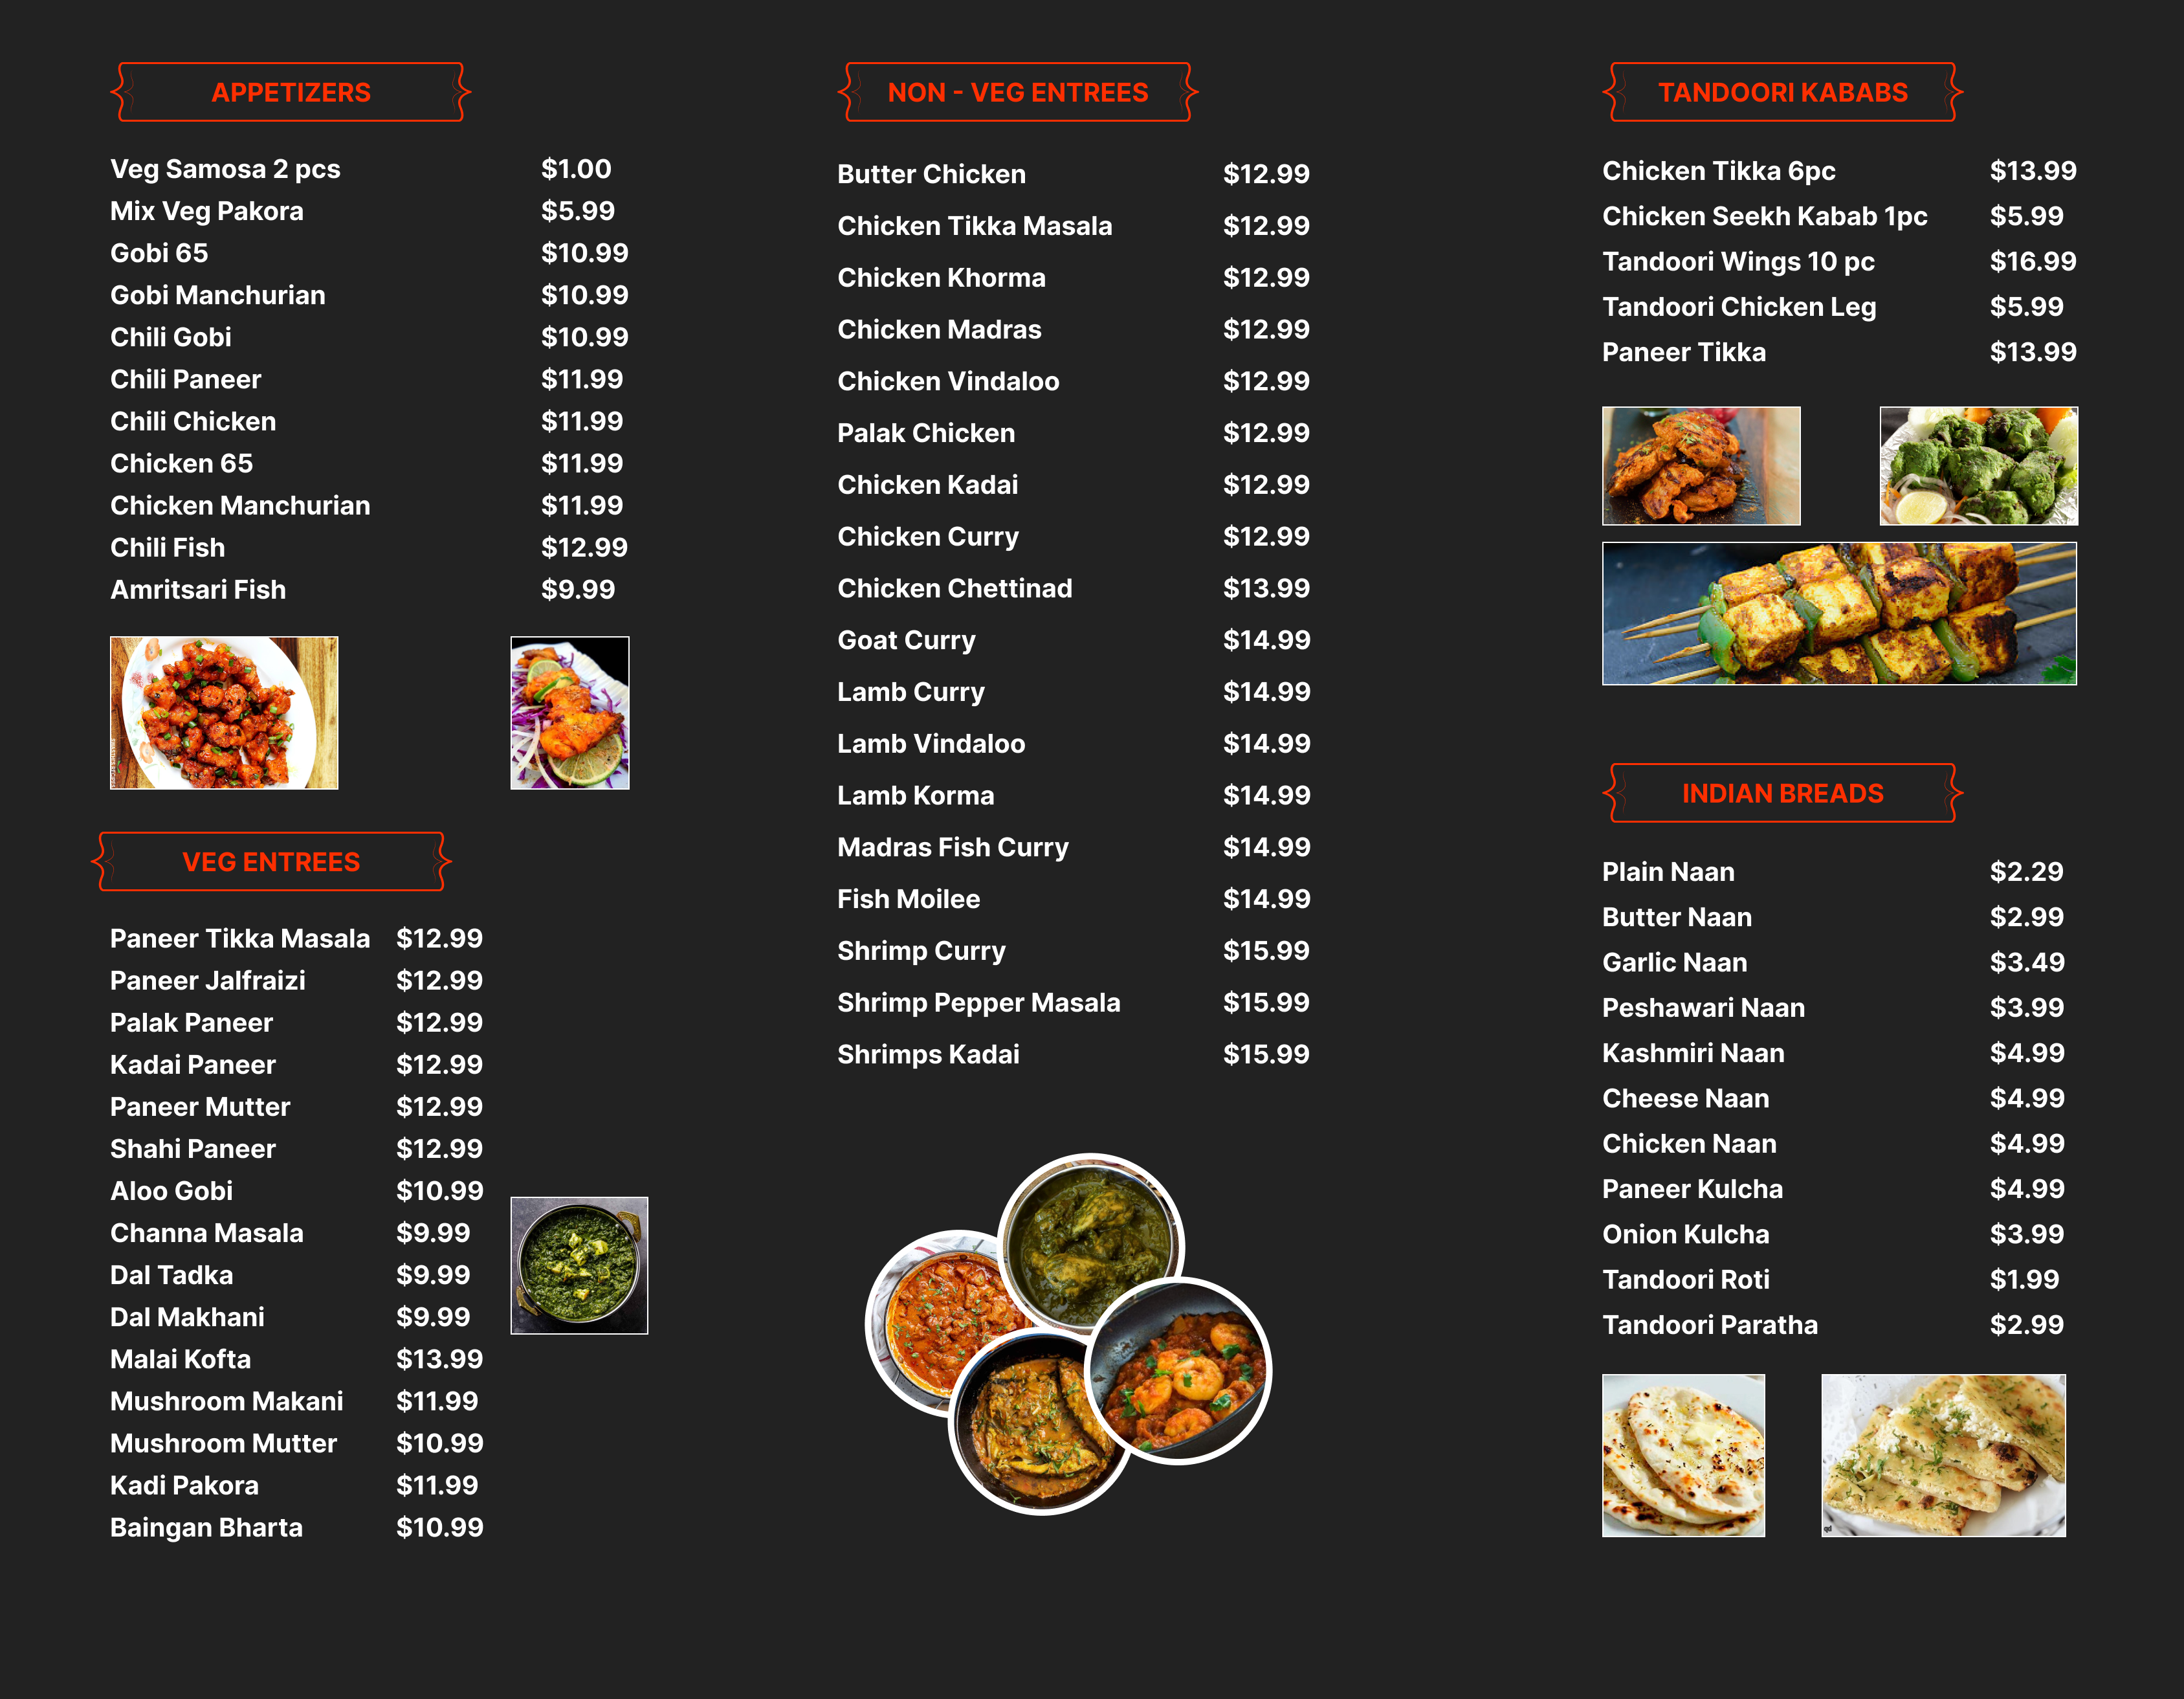 APPETIZERS
Veg Samosa 2 pcs $1.00
Mix Veg Pakora $5.99
Gobi 65 $10.99
Gobi Manchurian $10.99
Chili Gobi $10.99
Chili Paneer $11.99
Chili Chicken $11.99
Chicken 65 $11.99
Chicken Manchurian $11.99
Chili Fish $12.99
Amritsari Fish $9.99
VEG ENTREES
Paneer Tikka Masala $12.99
Paneer Jalfraizi $12.99
Palak Paneer $12.99
Kadai Paneer $12.99
Paneer Mutter $12.99
Shahi Paneer $12.99
Aloo Gobi $10.99
Channa Masala $9.99
Dal Tadka $9.99
Dal Makhani $9.99
Malai Kofta $13.99
Mushroom Makani $11.99
Mushroom Mutter $10.99
Kadi Pakora $11.99
Baingan Bharta $10.99
NON - VEG ENTREES
Butter Chicken $12.99
Chicken Tikka Masala $12.99
Chicken Khorma $12.99
Chicken Madras $12.99
Chicken Vindaloo $12.99
Palak Chicken $12.99
Chicken Kadai $12.99
Chicken Curry $12.99
Chicken Chettinad $13.99
Goat Curry $14.99
Lamb Curry $14.99
Lamb Vindaloo $14.99
Lamb Korma $14.99
Madras Fish Curry $14.99
Fish Moilee $14.99
Shrimp Curry $15.99
Shrimp Pepper Masala $15.99
Shrimps Kadai $15.99
TANDOORI KABABS
Chicken Tikka 6pc $13.99
Chicken Seekh Kabab 1pc $5.99
Tandoori Wings 10 pc $16.99
Tandoori Chicken Leg $5.99
Paneer Tikka $13.99
INDIAN BREADS
Plain Naan $2.29
Butter Naan $2.99
Garlic Naan $3.49
Peshawari Naan $3.99
Kashmiri Naan $4.99
Cheese Naan $4.99
Chicken Naan $4.99
Paneer Kulcha $4.99
Onion Kulcha $3.99
Tandoori Roti $1.99
Tandoori Paratha $2.99